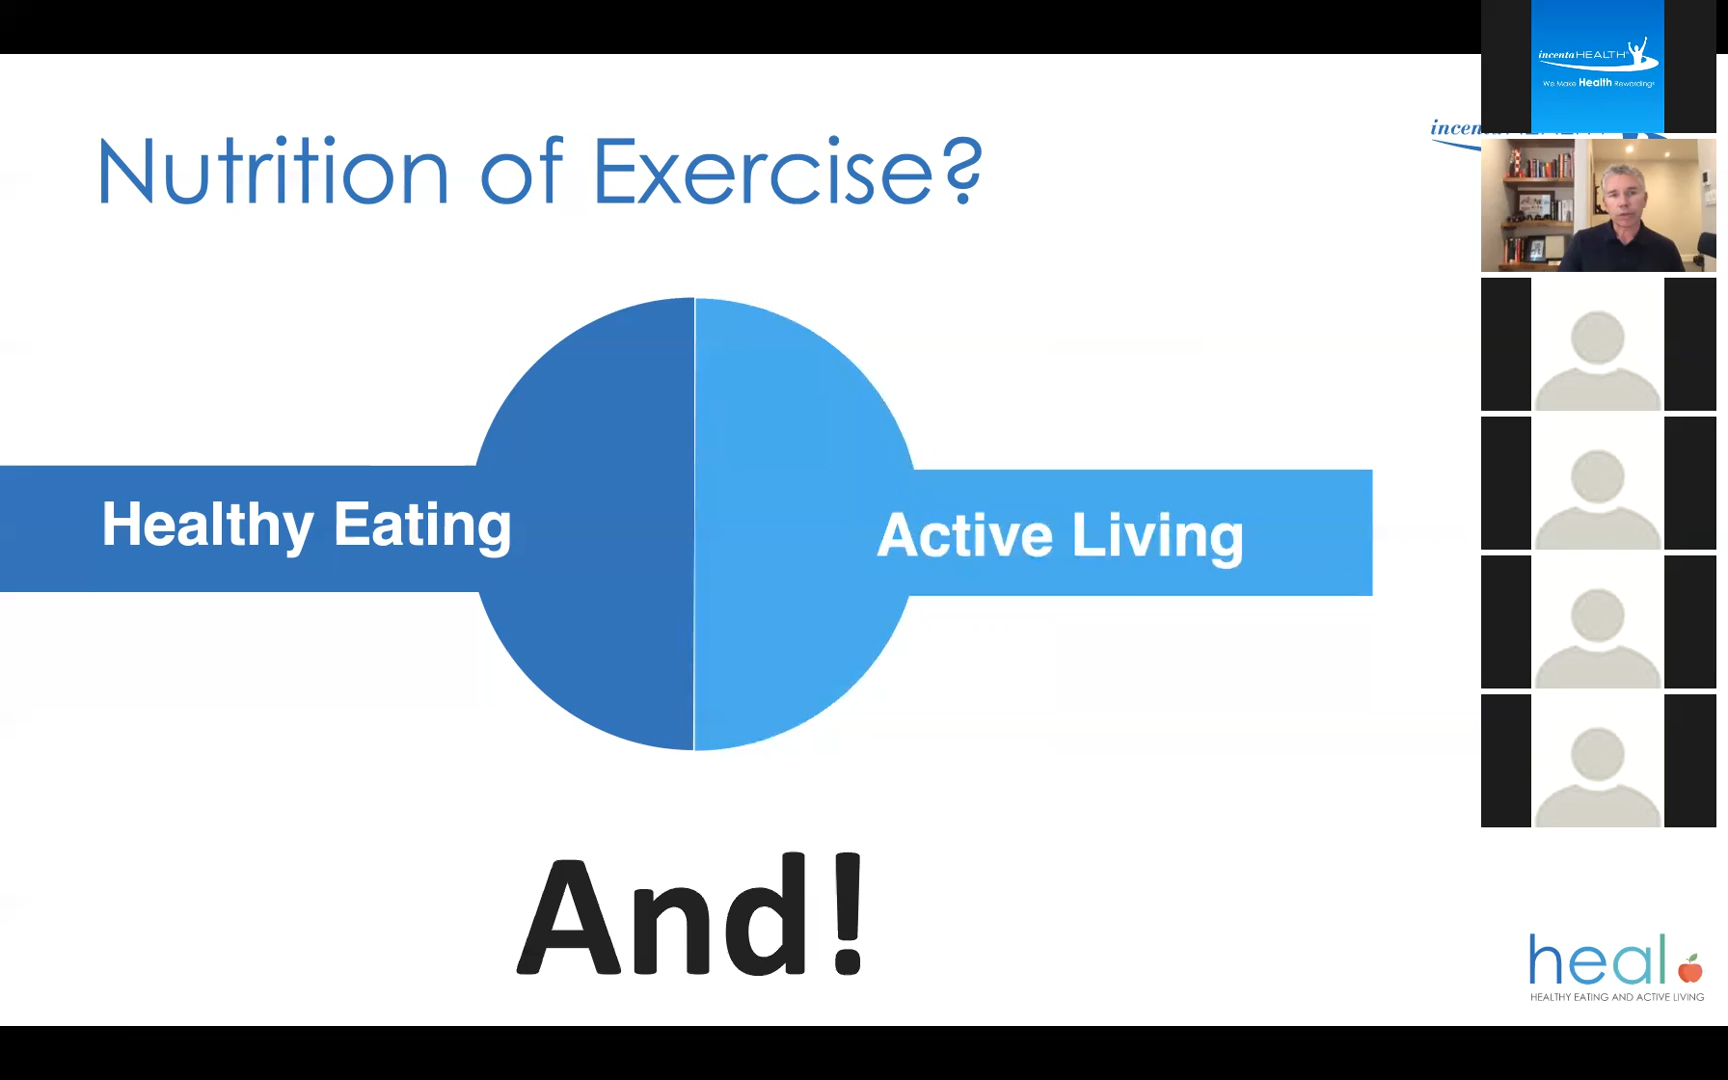 Nutrition of Exercise?
Healthy Eating
Active Living
And!
incentaHEALTH
We Make Health Rewarding
heal
HEALTHY EATING AND ACTIVE LIVING